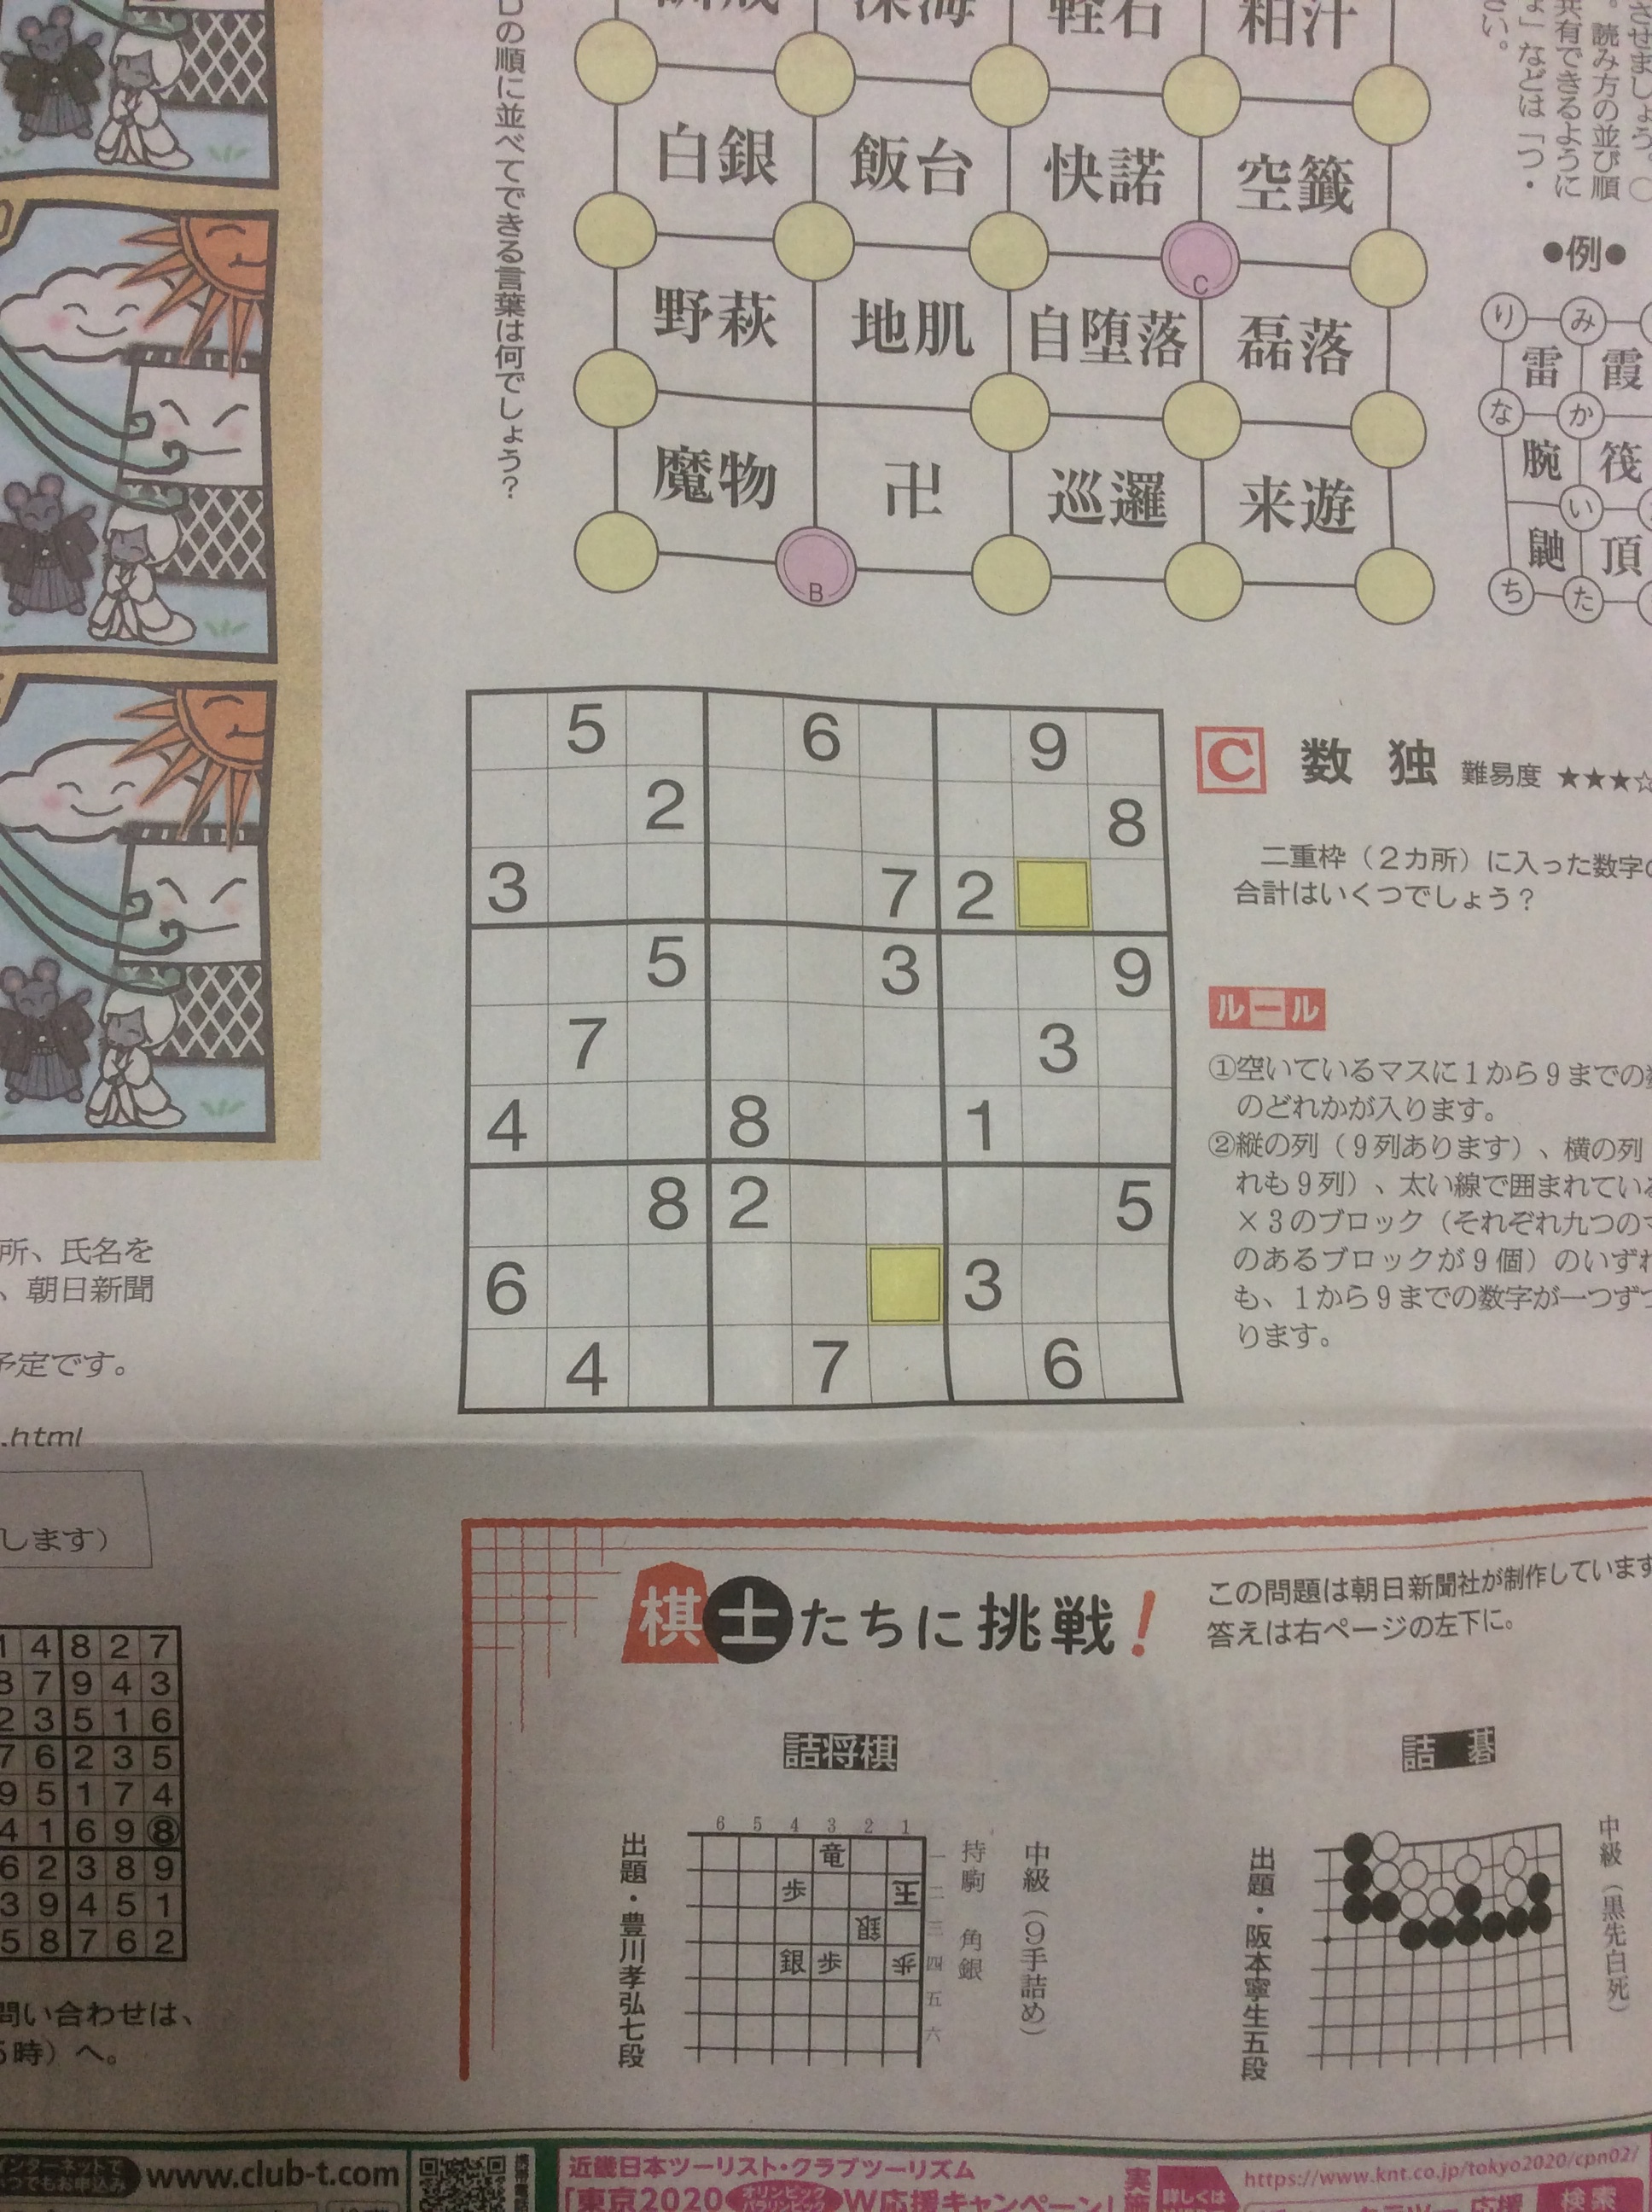 の順に並べてできる言葉は何でしょう？
深海
軽石
粕汁
させましょう。
読み方の並び順
共有できるように
」などは「つ・
さい。
白銀
飯台
快諾
空籤
野萩
地肌
自堕落
磊落
魔物
卍
巡邏
来遊
C
B
●例●
り
み
雷
霞
な
か
腕
筏
い
鼬
頂
ち
た
5 6 9
2 8
3 7 2
5 3 9
7 3
4 8 1
8 2 5
6 3
4 7 6
C 数独 難易度 ★★★☆
二重枠（２カ所）に入った数字の
合計はいくつでしょう？
ルール
①空いているマスに１から９までの数
のどれかが入ります。
②縦の列（９列あります）、横の列
れも９列）、太い線で囲まれている
×３のブロック（それぞれ九つのマ
のあるブロックが９個）のいずれ
も、１から９までの数字が一つずつ
ります。
所、氏名を
、朝日新聞
予定です。
.html
します）
1 4 8 2 7
8 7 9 4 3
2 3 5 1 6
7 6 2 3 5
9 5 1 7 4
4 1 6 9 8
6 2 3 8 9
3 9 4 5 1
5 8 7 6 2
問い合わせは、
5時）へ。
棋士たちに挑戦！
この問題は朝日新聞社が制作しています
答えは右ページの左下に。
詰将棋
出題・豊川孝弘七段
6 5 4 3 2 1
一
二
三
四
五
六
竜
歩
玉
銀
銀
歩
歩
持駒 角銀
中級（９手詰め）
詰碁
出題・阪本寧生五段
中級（黒先白死）
インターネットで
いつでもお申込み
www.club-t.com
近畿日本ツーリスト・クラブツーリズム
「東京2020 オリンピック パラリンピック W応援キャンペーン」
詳しくは
https://www.knt.co.jp/tokyo2020/cpn02/
検索